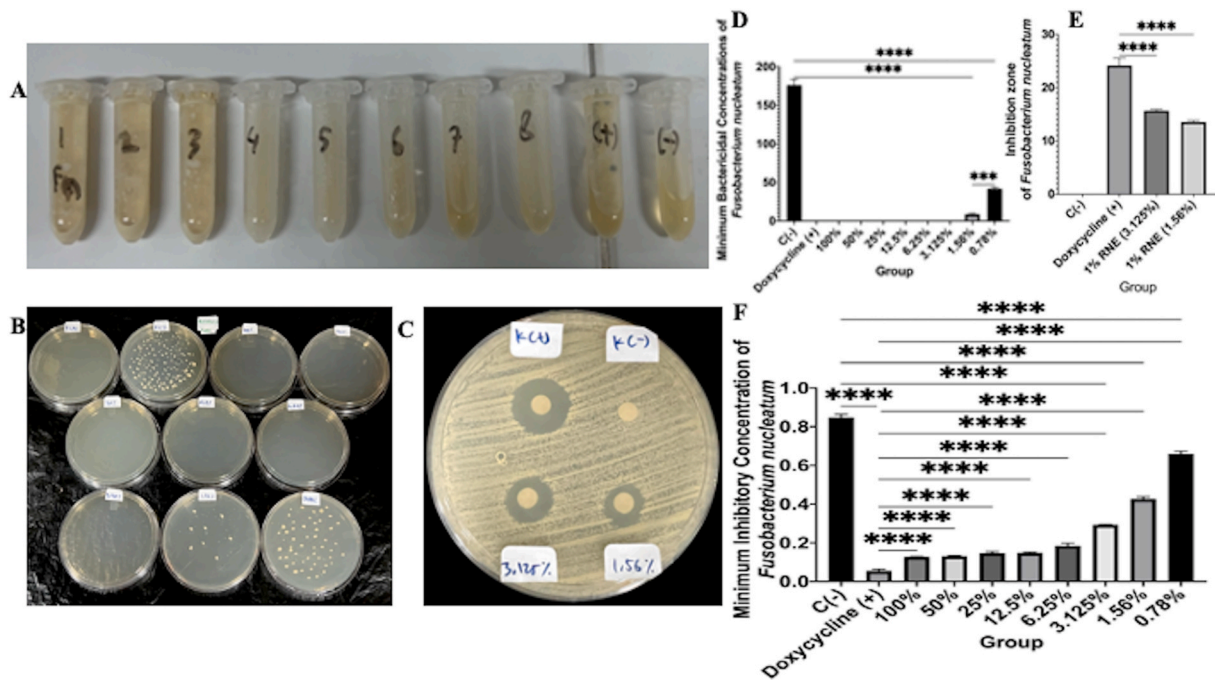 A
1
2
3
4
5
6
7
8
(+)
(-)
B
C
K(+)
K(-)
3,125%
1.56%
D
Minimum Bactericidal Concentrations of
Fusobacterium nucleatum
200
150
100
50
0
****
****
***
C(-)
Doxycycline (+)
100%
50%
25%
12.5%
6.25%
3.125%
1.56%
0.78%
Group
E
Inhibition zone
of Fusobacterium nucleatum
30
20
10
0
****
****
C(-)
Doxycycline (+)
1% RNE (3.125%)
1% RNE (1.56%)
Group
F
Minimum Inhibitory Concentration of
Fusobacterium nucleatum
1.0
0.8
0.6
0.4
0.2
0.0
****
****
****
****
****
****
****
****
****
****
****
****
C(-)
Doxycycline (+)
100%
50%
25%
12.5%
6.25%
3.125%
1.56%
0.78%
Group